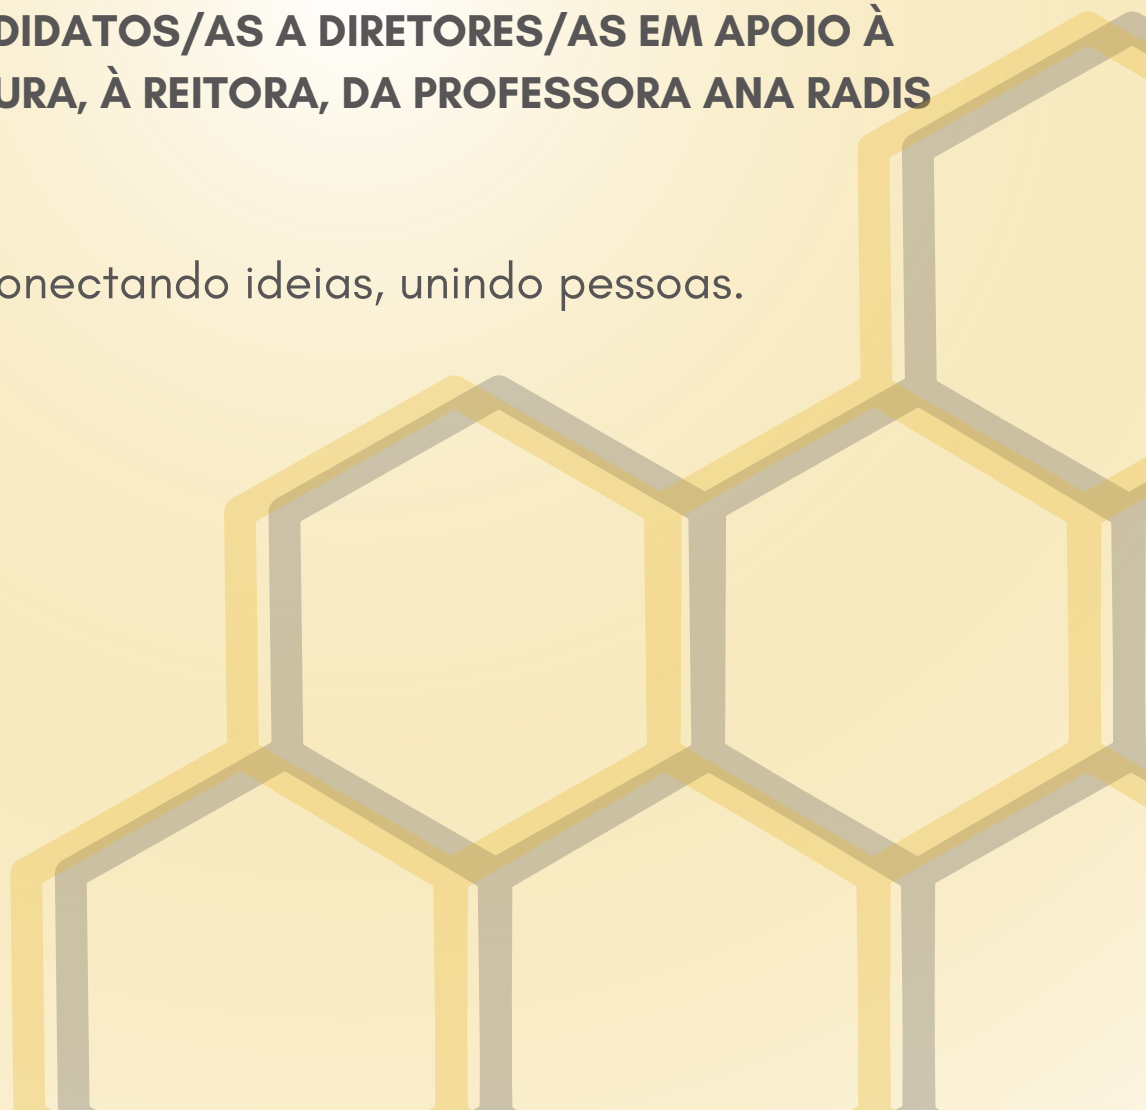 DIDATOS/AS A DIRETORES/AS EM APOIO À
URA, À REITORA, DA PROFESSORA ANA RADIS
onectando ideias, unindo pessoas.